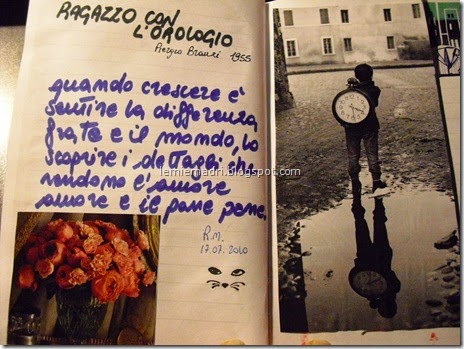 RAGAZZO CON
L'OROLOGIO
1955
quando crescere è
sentire la differenza
fra te e il mondo, lo
scoprire i dettagli che
rendono l'amore
amore e il pane pane.
R.M.
17.07.2010
lemiemadri.blogspot.com